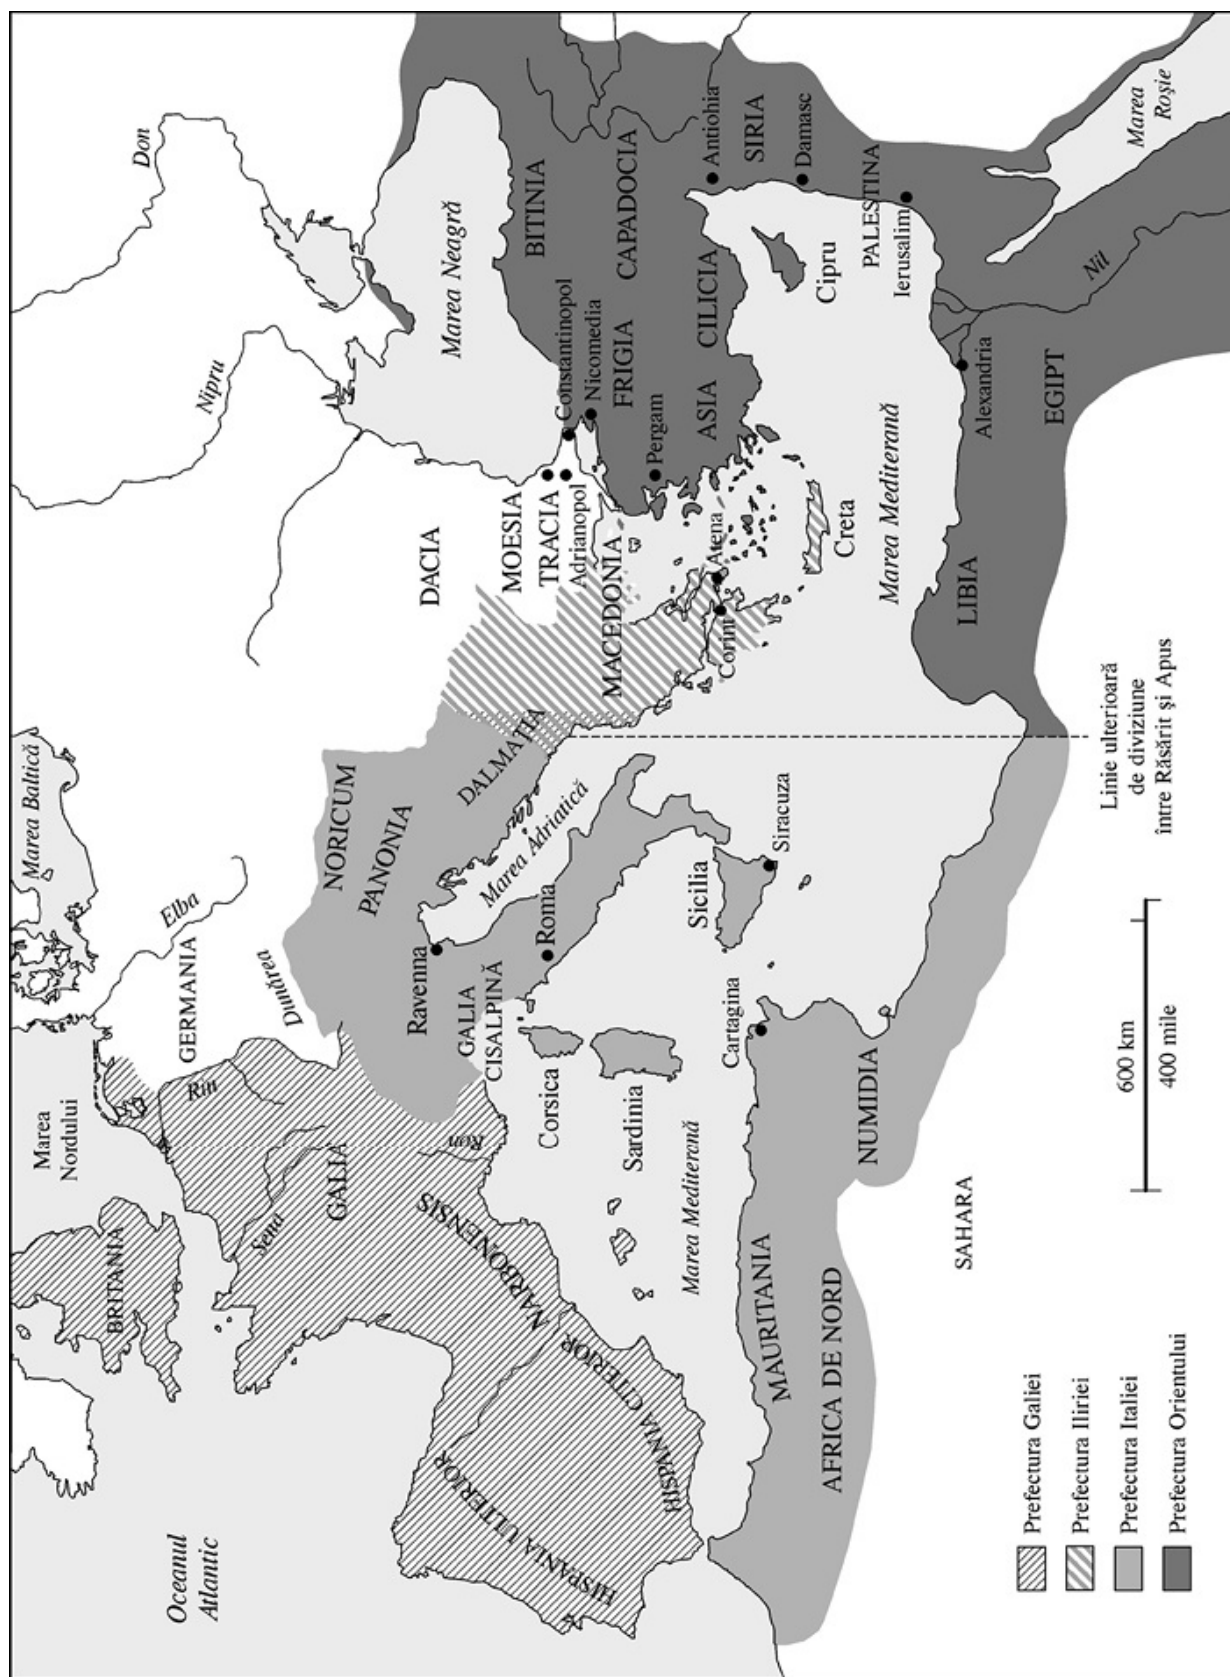 Oceanul
Atlantic
Marea
Nordului
Marea Baltică
BRITANIA
GERMANIA
Elba
Rin
Dunărea
Sena
GALIA
Ron
NARBONENSIS
HISPANIA CITERIOR
HISPANIA ULTERIOR
NORICUM
PANONIA
DALMAȚIA
Ravenna
GALIA
CISALPINĂ
Roma
Marea Adriatică
Corsica
Sardinia
Sicilia
Siracuza
Cartagina
Marea Mediterană
MAURITANIA
AFRICA DE NORD
NUMIDIA
SAHARA
Nipru
Don
Marea Neagră
DACIA
MOESIA
TRACIA
Adrianopol
MACEDONIA
Constantinopol
Nicomedia
BITINIA
FRIGIA
CAPADOCIA
Pergam
ASIA
CILICIA
Atena
Corint
Creta
Cipru
Antiohia
SIRIA
Damasc
PALESTINA
Ierusalim
Marea Mediterană
LIBIA
Alexandria
EGIPT
Nil
Marea
Roșie
Linie ulterioară
de diviziune
între Răsărit și Apus
600 km
400 mile
Prefectura Galiei
Prefectura Iliriei
Prefectura Italiei
Prefectura Orientului